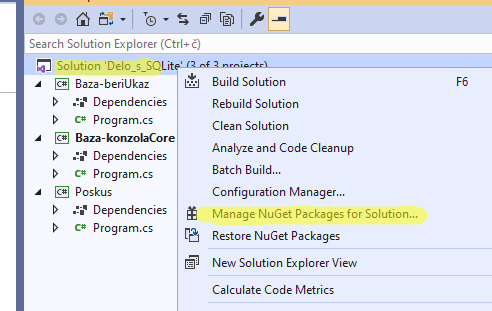 Search Solution Explorer (Ctrl+č)
Solution 'Delo_s_SQLite' (3 of 3 projects)
Baza-beriUkaz
Dependencies
C# Program.cs
Baza-konzolaCore
Dependencies
C# Program.cs
Poskus
Dependencies
C# Program.cs
Build Solution F6
Rebuild Solution
Clean Solution
Analyze and Code Cleanup
Batch Build...
Configuration Manager...
Manage NuGet Packages for Solution...
Restore NuGet Packages
New Solution Explorer View
Calculate Code Metrics